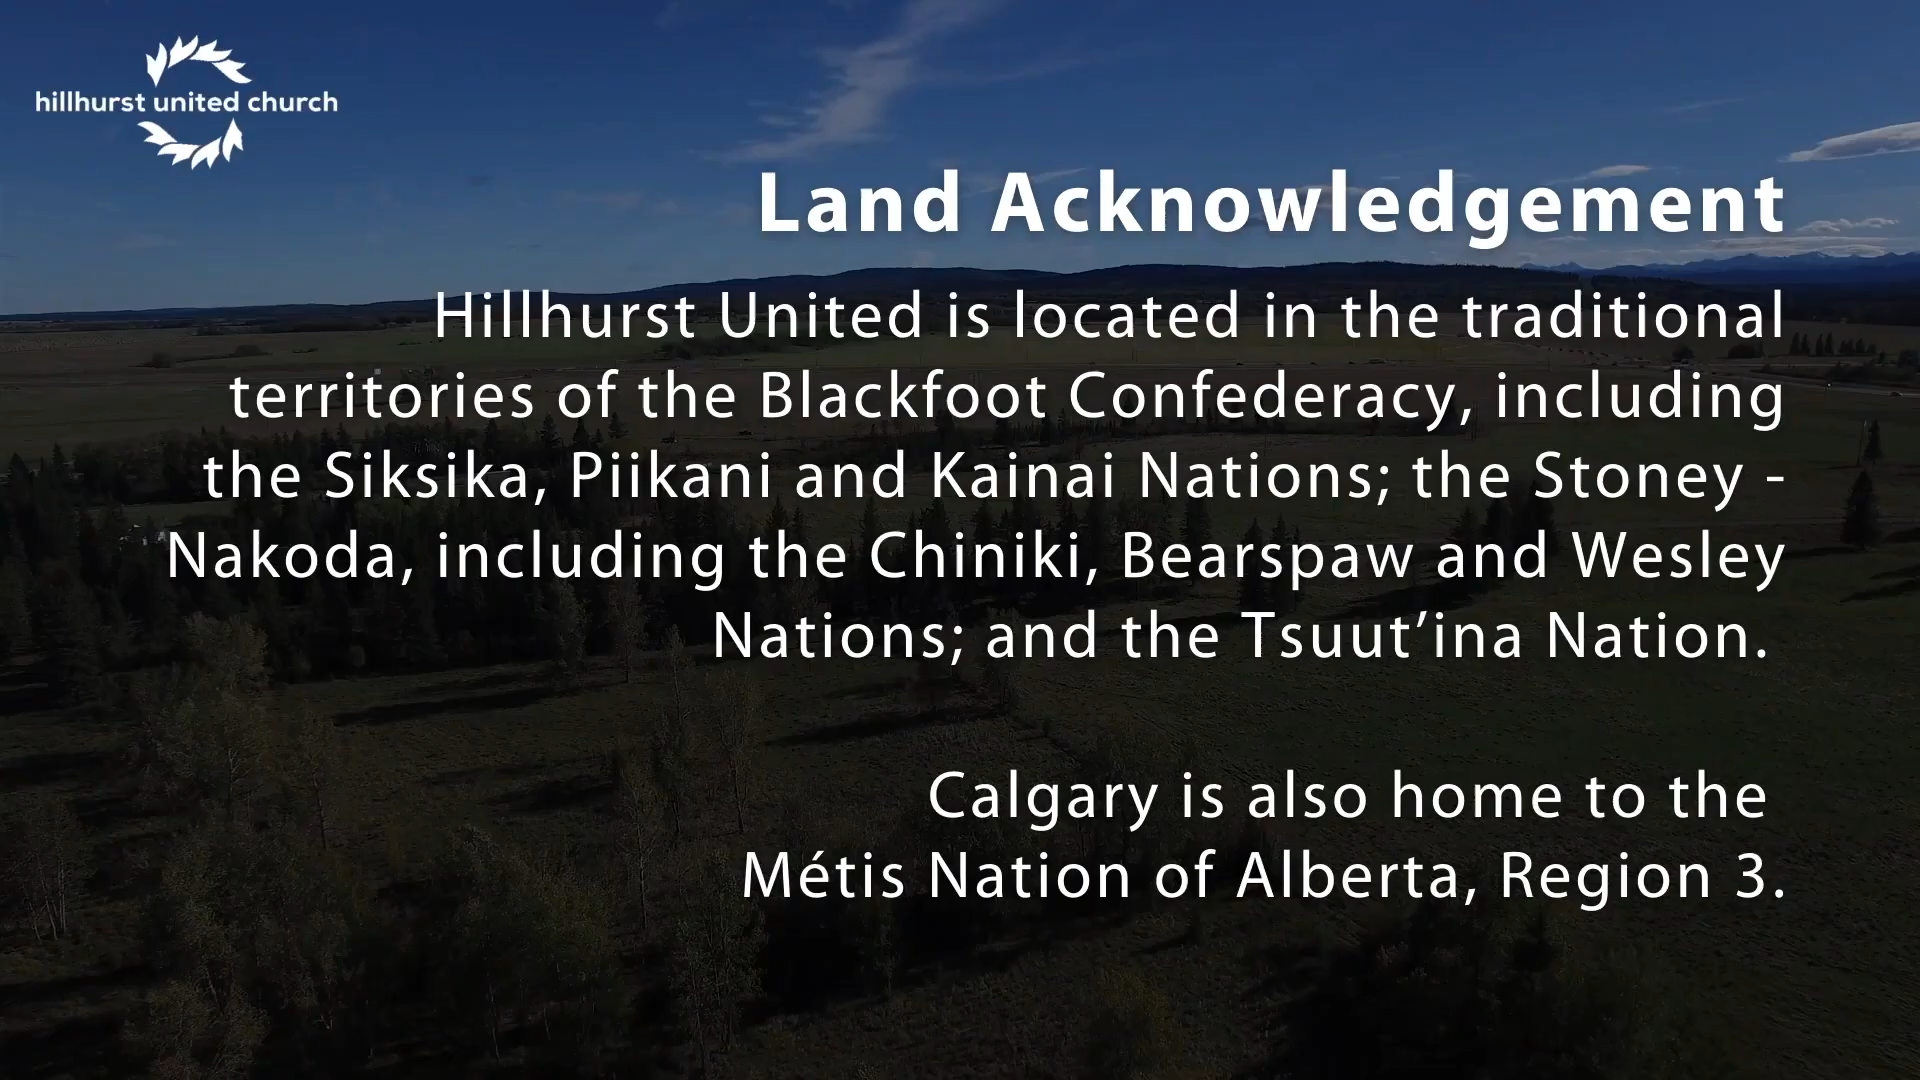 hillhurst united church
Land Acknowledgement
Hillhurst United is located in the traditional
territories of the Blackfoot Confederacy, including
the Siksika, Piikani and Kainai Nations; the Stoney -
Nakoda, including the Chiniki, Bearspaw and Wesley
Nations; and the Tsuut’ina Nation.
Calgary is also home to the
Métis Nation of Alberta, Region 3.